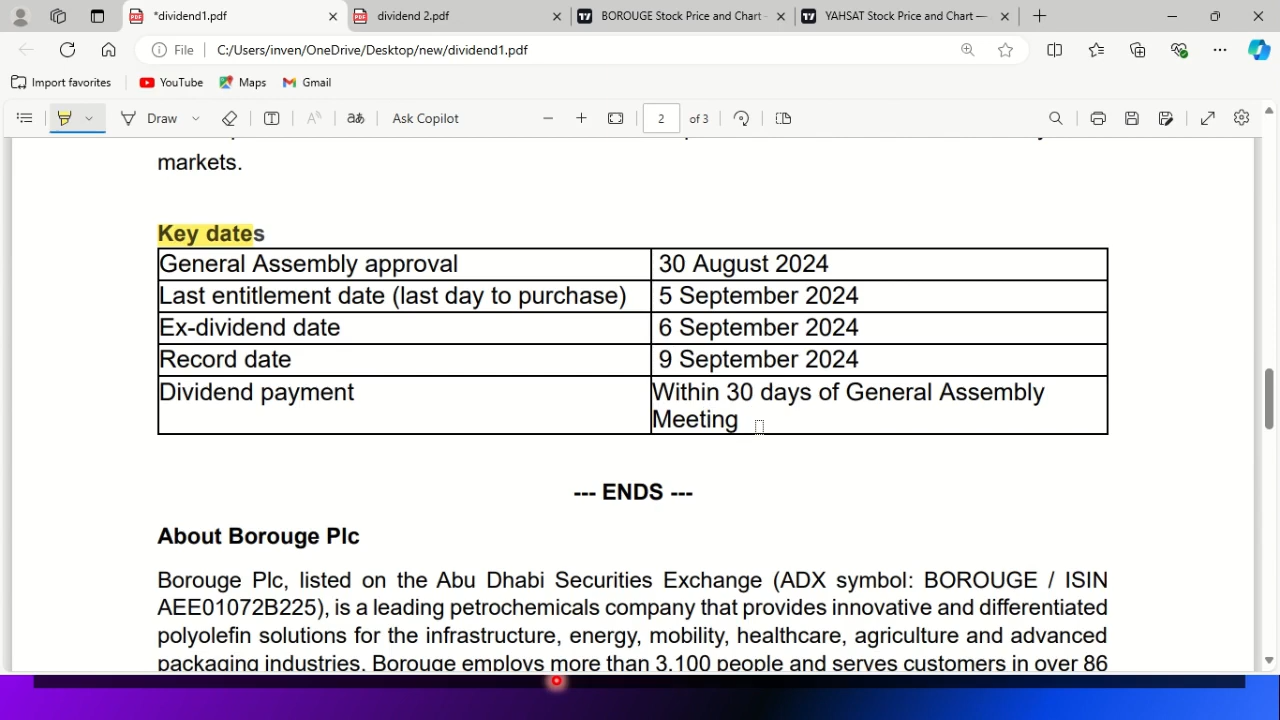 *dividend1.pdf
dividend 2.pdf
BOROUGE Stock Price and Chart -
YAHSAT Stock Price and Chart —
File
C:/Users/inven/OneDrive/Desktop/new/dividend1.pdf
Import favorites
YouTube
Maps
Gmail
Draw
aあ
Ask Copilot
2
of 3
markets.
Key dates
General Assembly approval 30 August 2024
Last entitlement date (last day to purchase) 5 September 2024
Ex-dividend date 6 September 2024
Record date 9 September 2024
Dividend payment Within 30 days of General Assembly
Meeting
--- ENDS ---
About Borouge Plc
Borouge Plc, listed on the Abu Dhabi Securities Exchange (ADX symbol: BOROUGE / ISIN
AEE01072B225), is a leading petrochemicals company that provides innovative and differentiated
polyolefin solutions for the infrastructure, energy, mobility, healthcare, agriculture and advanced
packaging industries. Borouge employs more than 3,100 people and serves customers in over 86